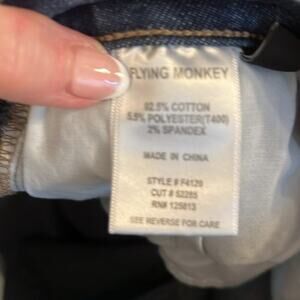 FLYING MONKEY
92.5% COTTON
5.5% POLYESTER(T400)
2% SPANDEX
MADE IN CHINA
STYLE # F4120
CUT # 52285
RN# 125813
SEE REVERSE FOR CARE